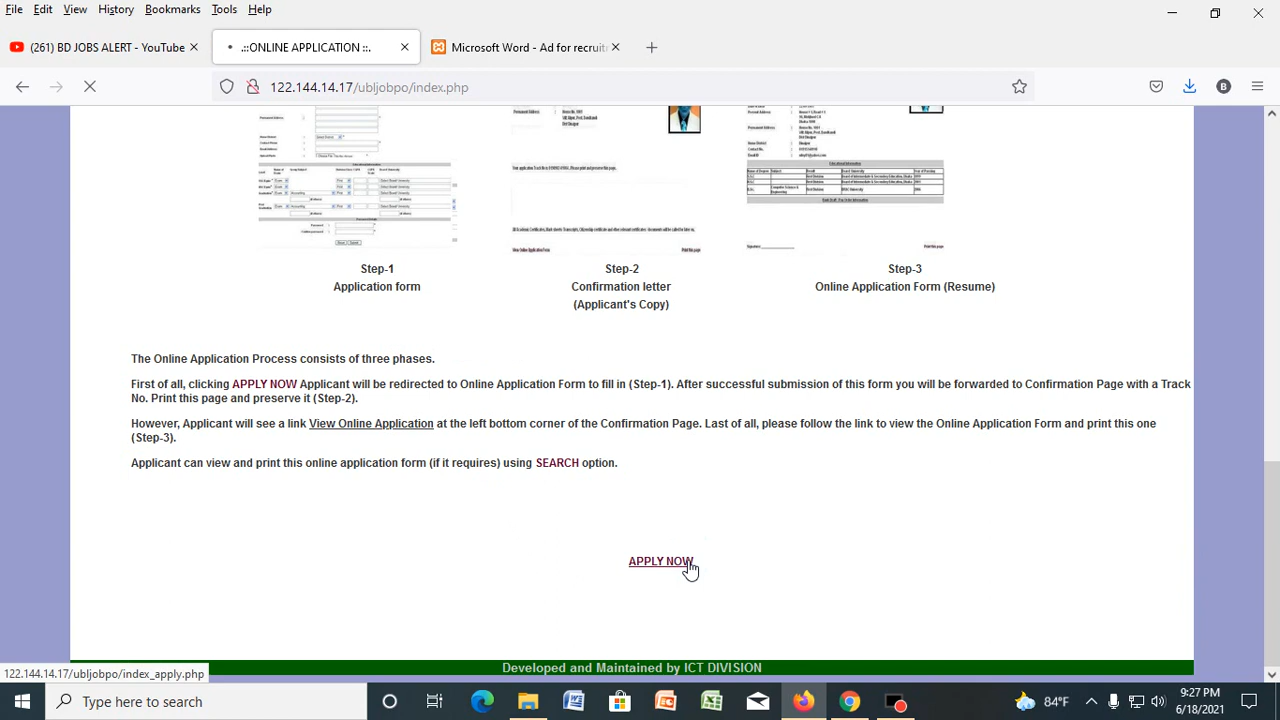 File Edit View History Bookmarks Tools Help
(261) BD JOBS ALERT - YouTube
.::ONLINE APPLICATION ::.
Microsoft Word - Ad for recruit
122.144.14.17/ubljobpo/index.php
Step-1
Application form
Step-2
Confirmation letter
(Applicant's Copy)
Step-3
Online Application Form (Resume)
The Online Application Process consists of three phases.
First of all, clicking APPLY NOW Applicant will be redirected to Online Application Form to fill in (Step-1). After successful submission of this form you will be forwarded to Confirmation Page with a Track
No. Print this page and preserve it (Step-2).
However, Applicant will see a link View Online Application at the left bottom corner of the Confirmation Page. Last of all, please follow the link to view the Online Application Form and print this one
(Step-3).
Applicant can view and print this online application form (if it requires) using SEARCH option.
APPLY NOW
Developed and Maintained by ICT DIVISION
122.144.14.17/ubljobpo/index_apply.php
Type here to search
84°F
9:27 PM
6/18/2021